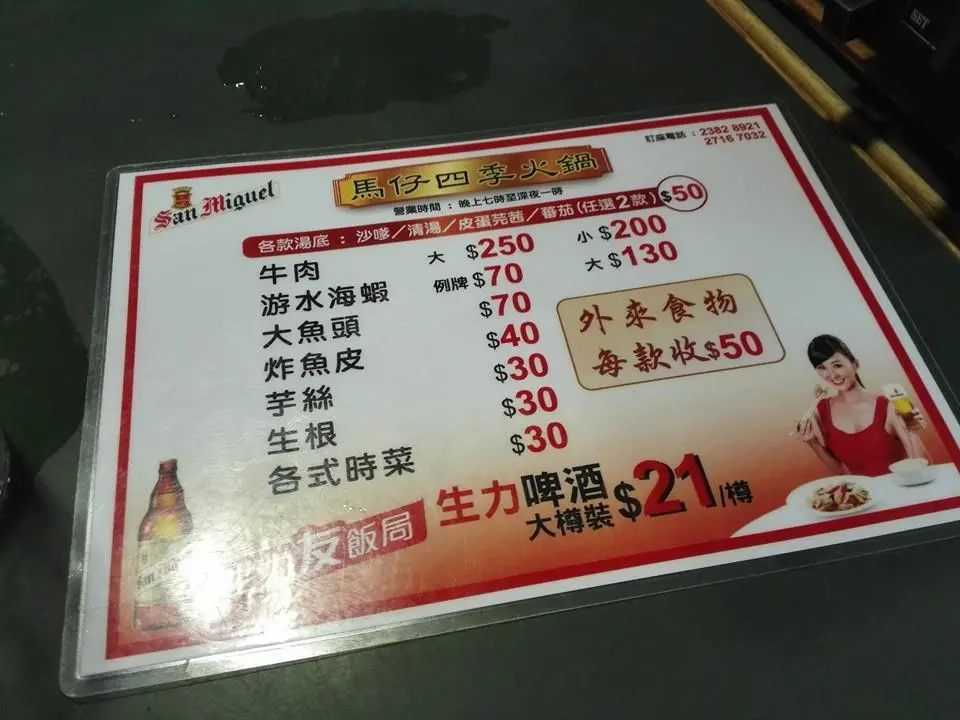 訂座電話 : 2382 8921
2716 7032
San Miguel
馬仔四季火鍋
營業時間 : 晚上七時至深夜一時
各款湯底 : 沙嗲/清湯/皮蛋芫茜/蕃茄(任選2款) $50
牛肉 大 $250 小 $200
游水海蝦 例牌 $70 大 $130
大魚頭 $70
炸魚皮 $40
芋絲 $30
生根 $30
各式時菜 $30
外來食物
每款收$50
友飯局
生力啤酒
大樽裝 $21/樽
SET